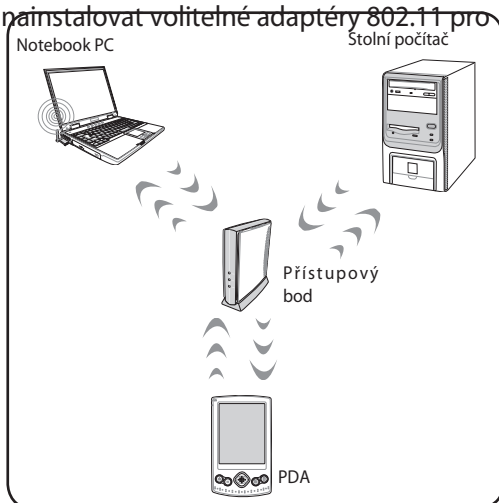 nainstalovat volitelné adaptéry 802.11 pro
Notebook PC
Stolní počítač
Přístupový
bod
PDA